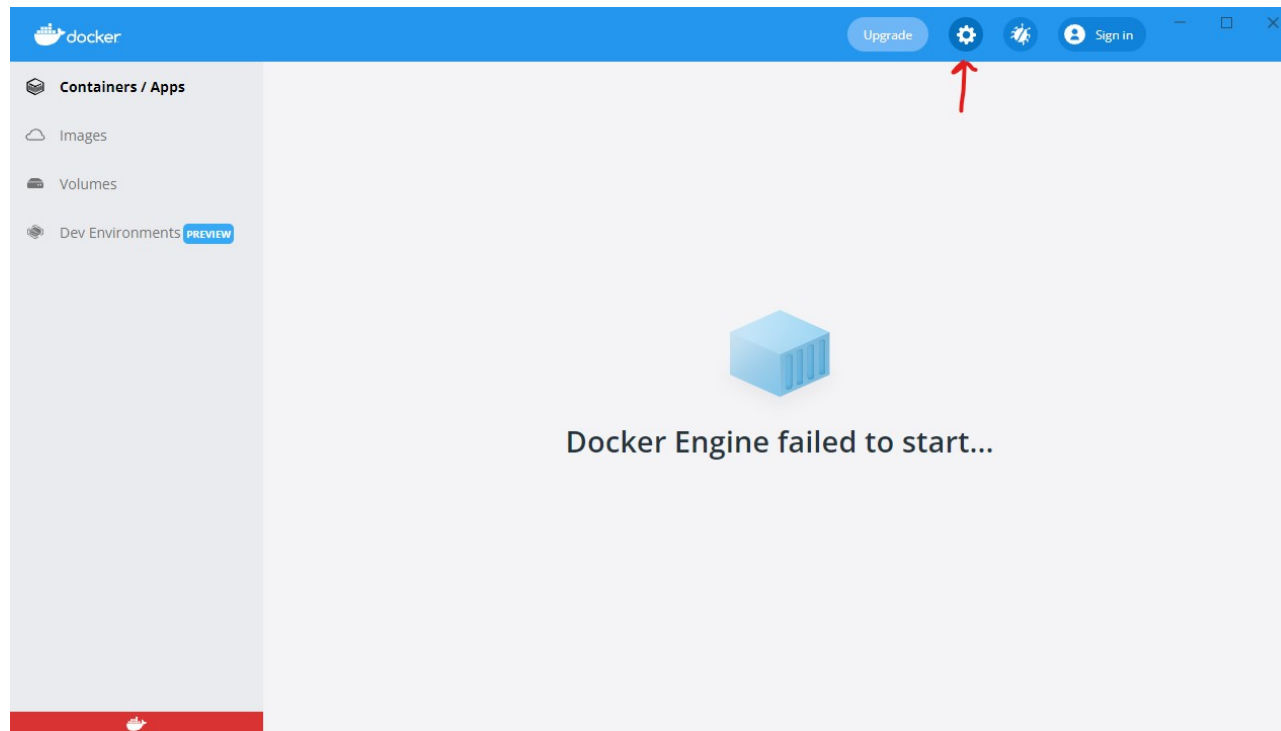 docker
Upgrade
Sign in
Containers / Apps
Images
Volumes
Dev Environments PREVIEW
Docker Engine failed to start...